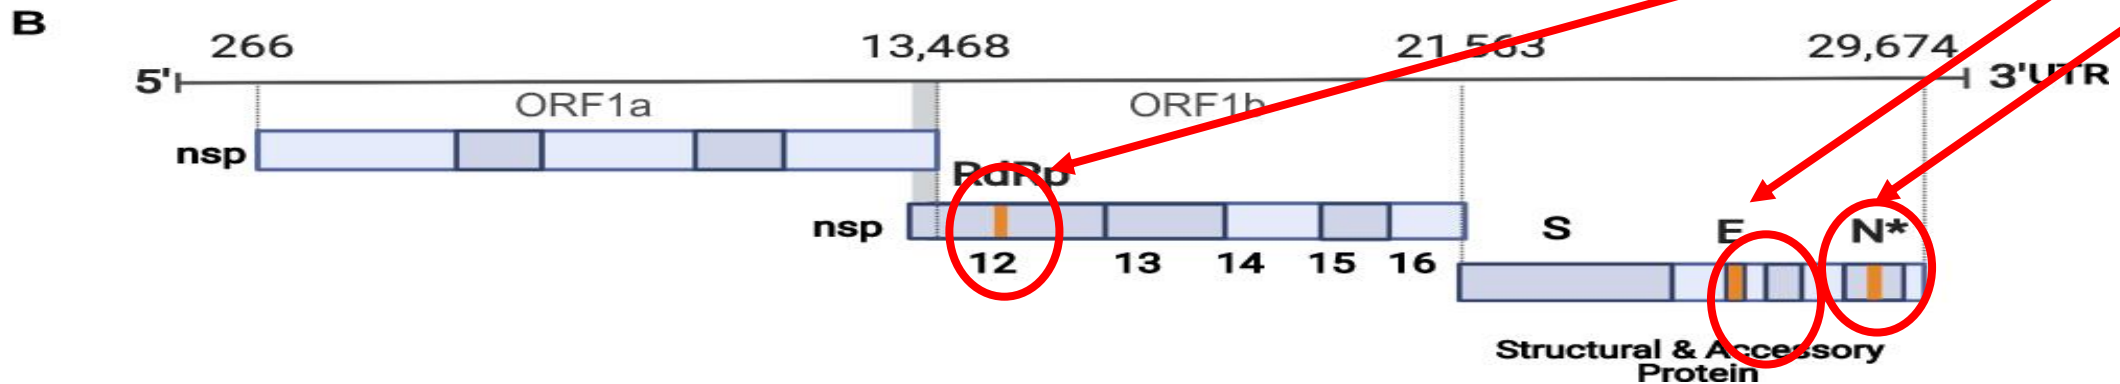 B
266 13,468 21 563 29,674
5' 3'UTR
ORF1a ORF1b
nsp
RdRp
nsp
S E N*
12 13 14 15 16
Structural & Accessory
Protein